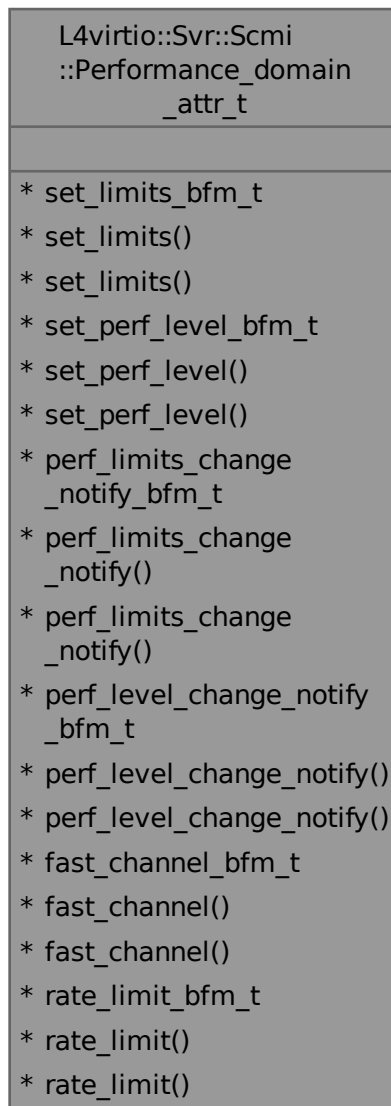 L4virtio::Svr::Scmi
::Performance_domain
_attr_t
* set_limits_bfm_t
* set_limits()
* set_limits()
* set_perf_level_bfm_t
* set_perf_level()
* set_perf_level()
* perf_limits_change
_notify_bfm_t
* perf_limits_change
_notify()
* perf_limits_change
_notify()
* perf_level_change_notify
_bfm_t
* perf_level_change_notify()
* perf_level_change_notify()
* fast_channel_bfm_t
* fast_channel()
* fast_channel()
* rate_limit_bfm_t
* rate_limit()
* rate_limit()